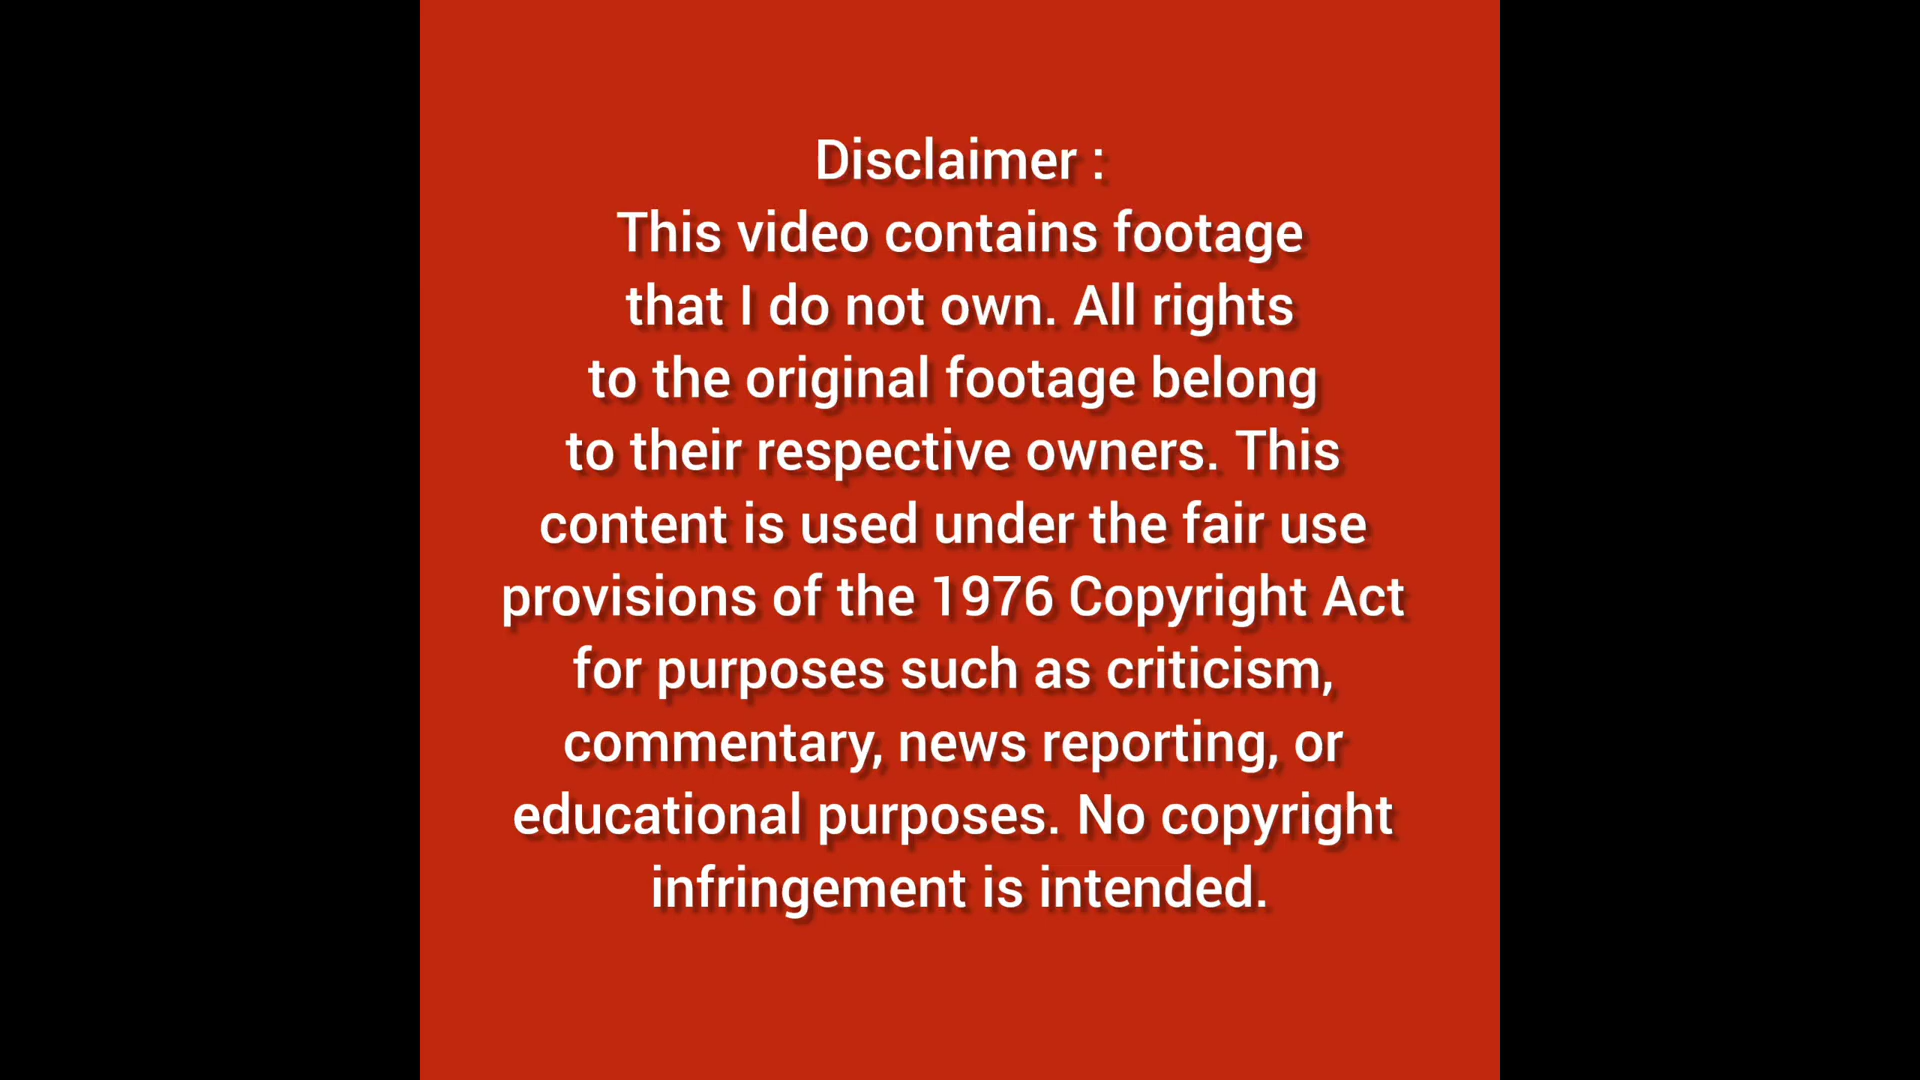 Disclaimer :
This video contains footage
that I do not own. All rights
to the original footage belong
to their respective owners. This
content is used under the fair use
provisions of the 1976 Copyright Act
for purposes such as criticism,
commentary, news reporting, or
educational purposes. No copyright
infringement is intended.